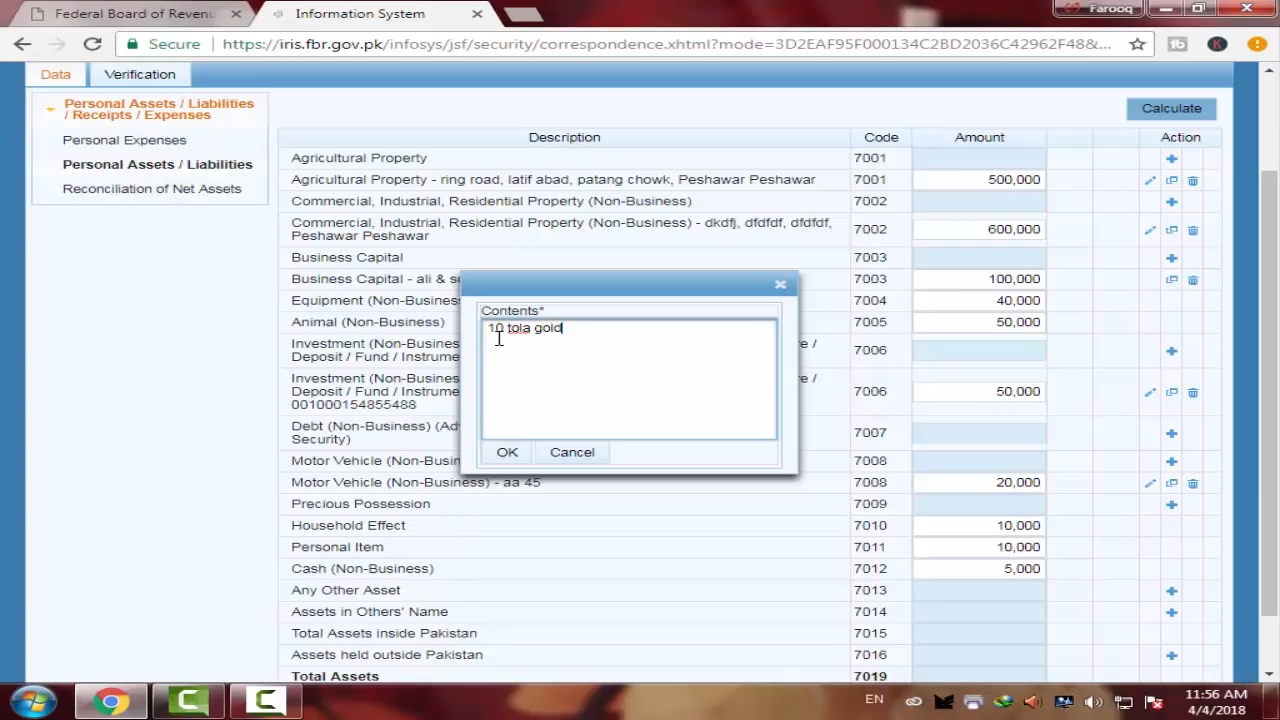 Federal Board of Revenu
Information System
Farooq
Secure
https://iris.fbr.gov.pk/infosys/jsf/security/correspondence.xhtml?mode=3D2EAF95F000134C2BD2036C42962F48&...
Data
Verification
Personal Assets / Liabilities
/ Receipts / Expenses
Personal Expenses
Personal Assets / Liabilities
Reconciliation of Net Assets
Calculate
Description Code Amount Action
Agricultural Property 7001
Agricultural Property - ring road, latif abad, patang chowk, Peshawar Peshawar 7001 500,000
Commercial, Industrial, Residential Property (Non-Business) 7002
Commercial, Industrial, Residential Property (Non-Business) - dkdfj, dfdfdf, dfdfdf,
Peshawar Peshawar 7002 600,000
Business Capital 7003
Business Capital - ali & s 7003 100,000
Equipment (Non-Business 7004 40,000
Animal (Non-Business) 7005 50,000
Investment (Non-Busines e /
Deposit / Fund / Instrume 7006
Investment (Non-Busines e /
Deposit / Fund / Instrume 7006 50,000
001000154855488
Debt (Non-Business) (Ad
Security) 7007
Motor Vehicle (Non-Busin 7008
Motor Vehicle (Non-Business) - aa 45 7008 20,000
Precious Possession 7009
Household Effect 7010 10,000
Personal Item 7011 10,000
Cash (Non-Business) 7012 5,000
Any Other Asset 7013
Assets in Others' Name 7014
Total Assets inside Pakistan 7015
Assets held outside Pakistan 7016
Total Assets 7019
Contents*
10 tola gold
OK Cancel
EN
11:56 AM
4/4/2018